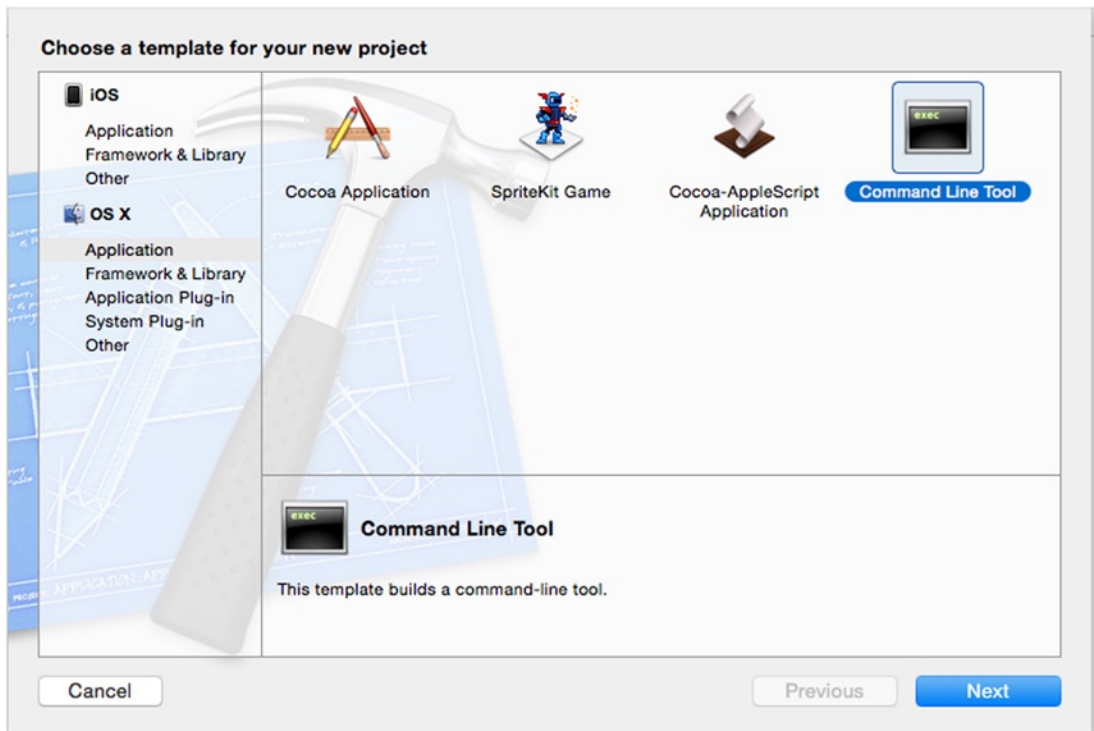 Choose a template for your new project
iOS
Application
Framework & Library
Other
OS X
Application
Framework & Library
Application Plug-in
System Plug-in
Other
Cocoa Application
SpriteKit Game
Cocoa-AppleScript
Application
exec
Command Line Tool
exec
Command Line Tool
This template builds a command-line tool.
Cancel
Previous
Next